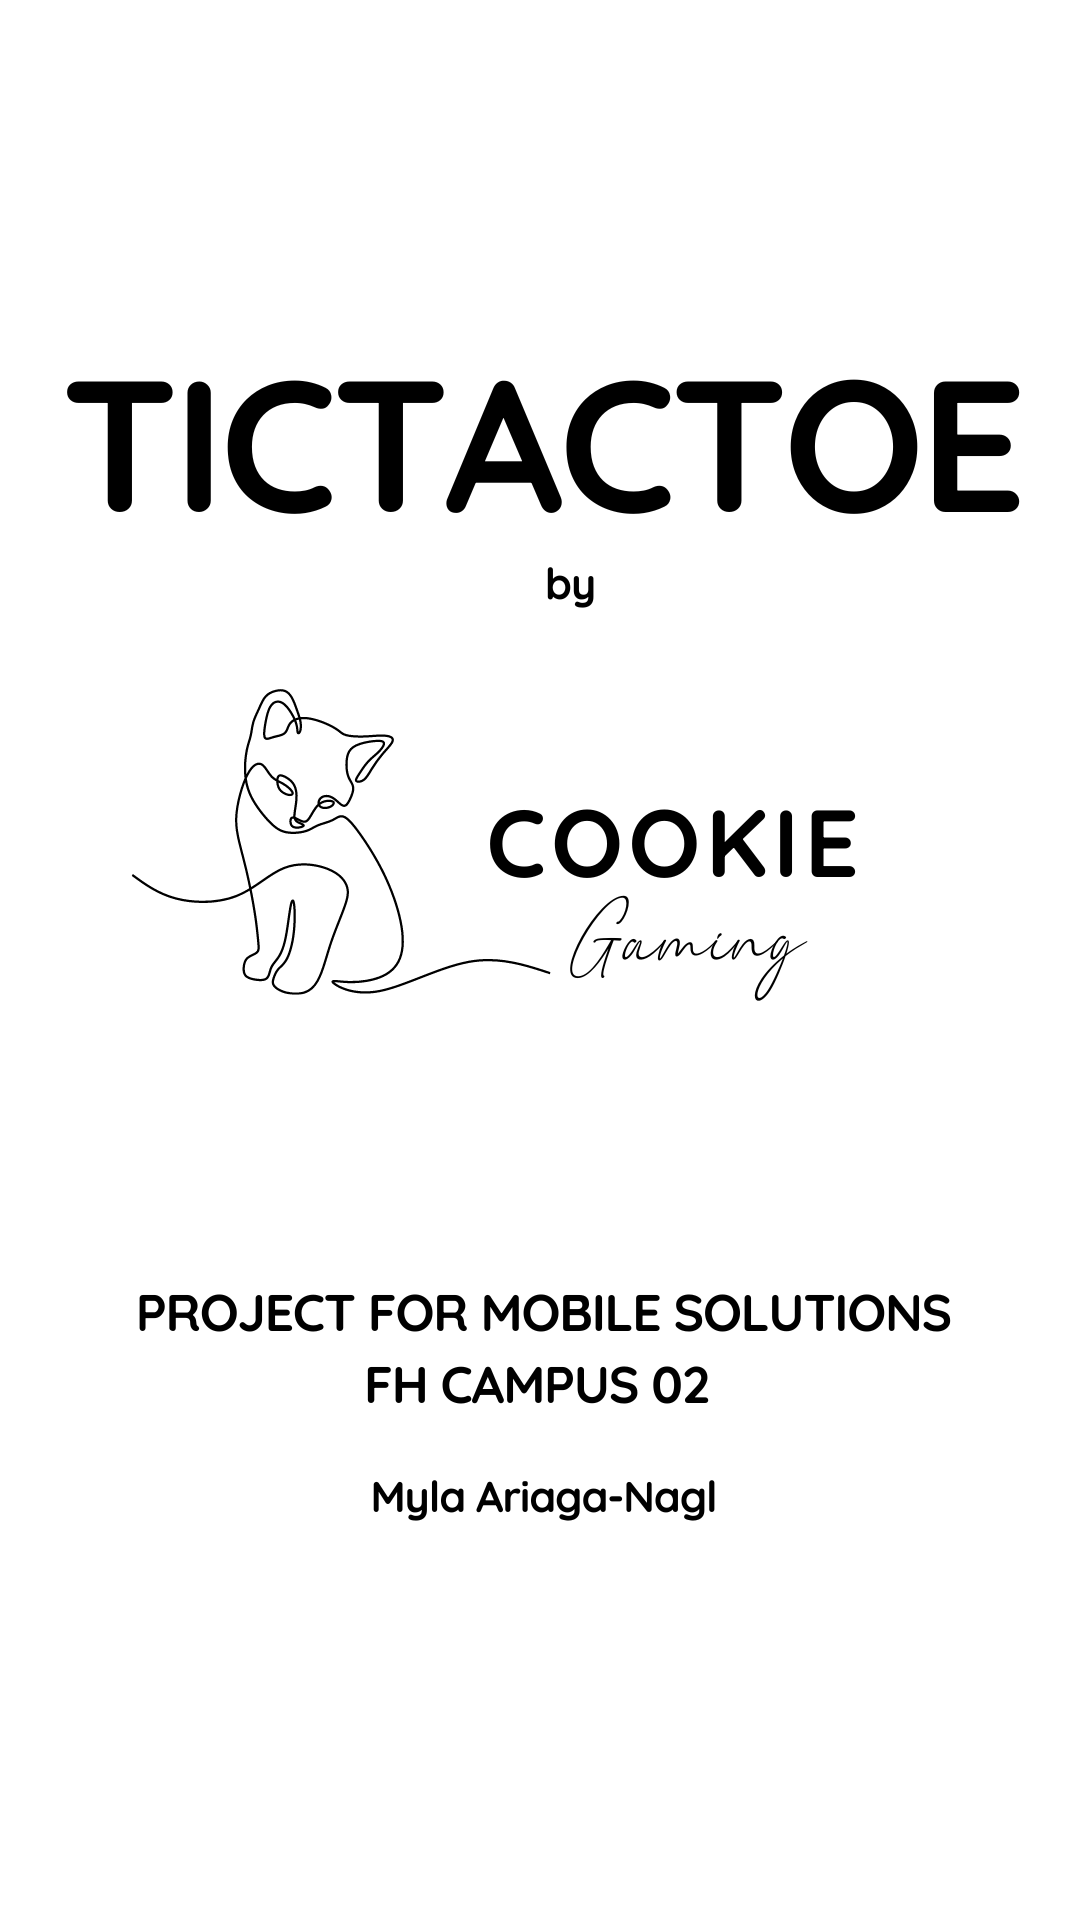 TICTACTOE
by
COOKIE
Gaming
PROJECT FOR MOBILE SOLUTIONS
FH CAMPUS 02
Myla Ariaga-Nagl